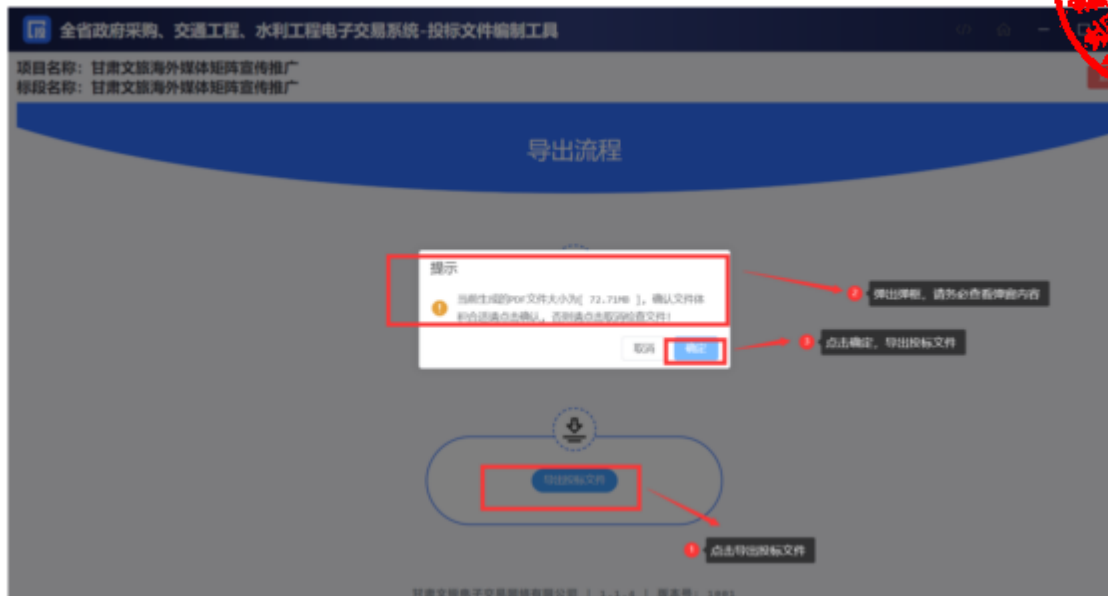 全省政府采购、交通工程、水利工程电子交易系统-投标文件编制工具
项目名称：甘肃文旅海外媒体矩阵宣传推广
标段名称：甘肃文旅海外媒体矩阵宣传推广
导出流程
提示
当前生成的PDF文件大小为[ 72.71MB ]，确认文件体
积合适请点击确认，否则请点击取消检查文件！
取消 确定
2 弹出弹框，请务必查看弹窗内容
3 点击确定，导出投标文件
导出投标文件
1 点击导出投标文件